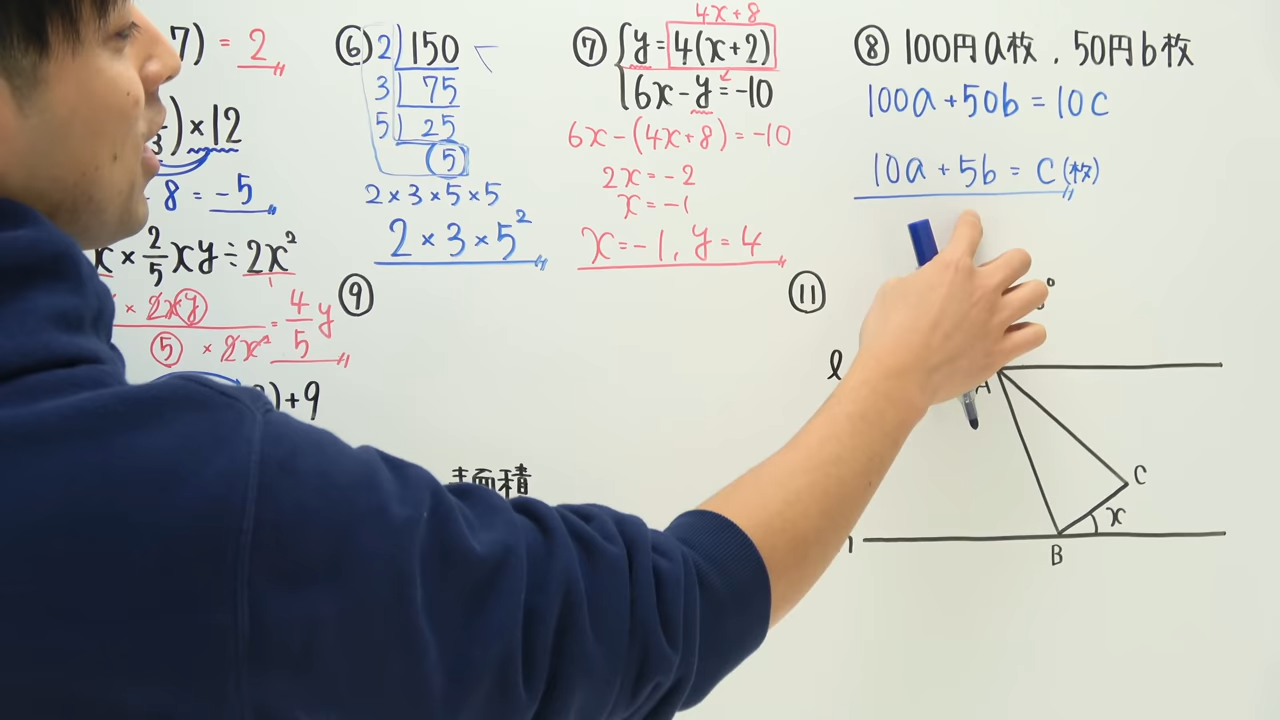 7) = 2
) × 12
8 = -5
x × 2/5 xy ÷ 2x²
× 2x(y)
⑤ × 2x² = 4/5 y
)+9
⑥ 2) 150
3 75
5 25
⑤
2×3×5×5
2×3×5²
⑦ 4x+8
y = 4(x+2)
6x-y=-10
6x-(4x+8)=-10
2x=-2
x=-1
x=-1, y=4
⑧ 100円a枚, 50円b枚
100a+50b=10c
10a+5b=c(枚)
⑨
表面積
⑪
°
ℓ
A
C
x
B